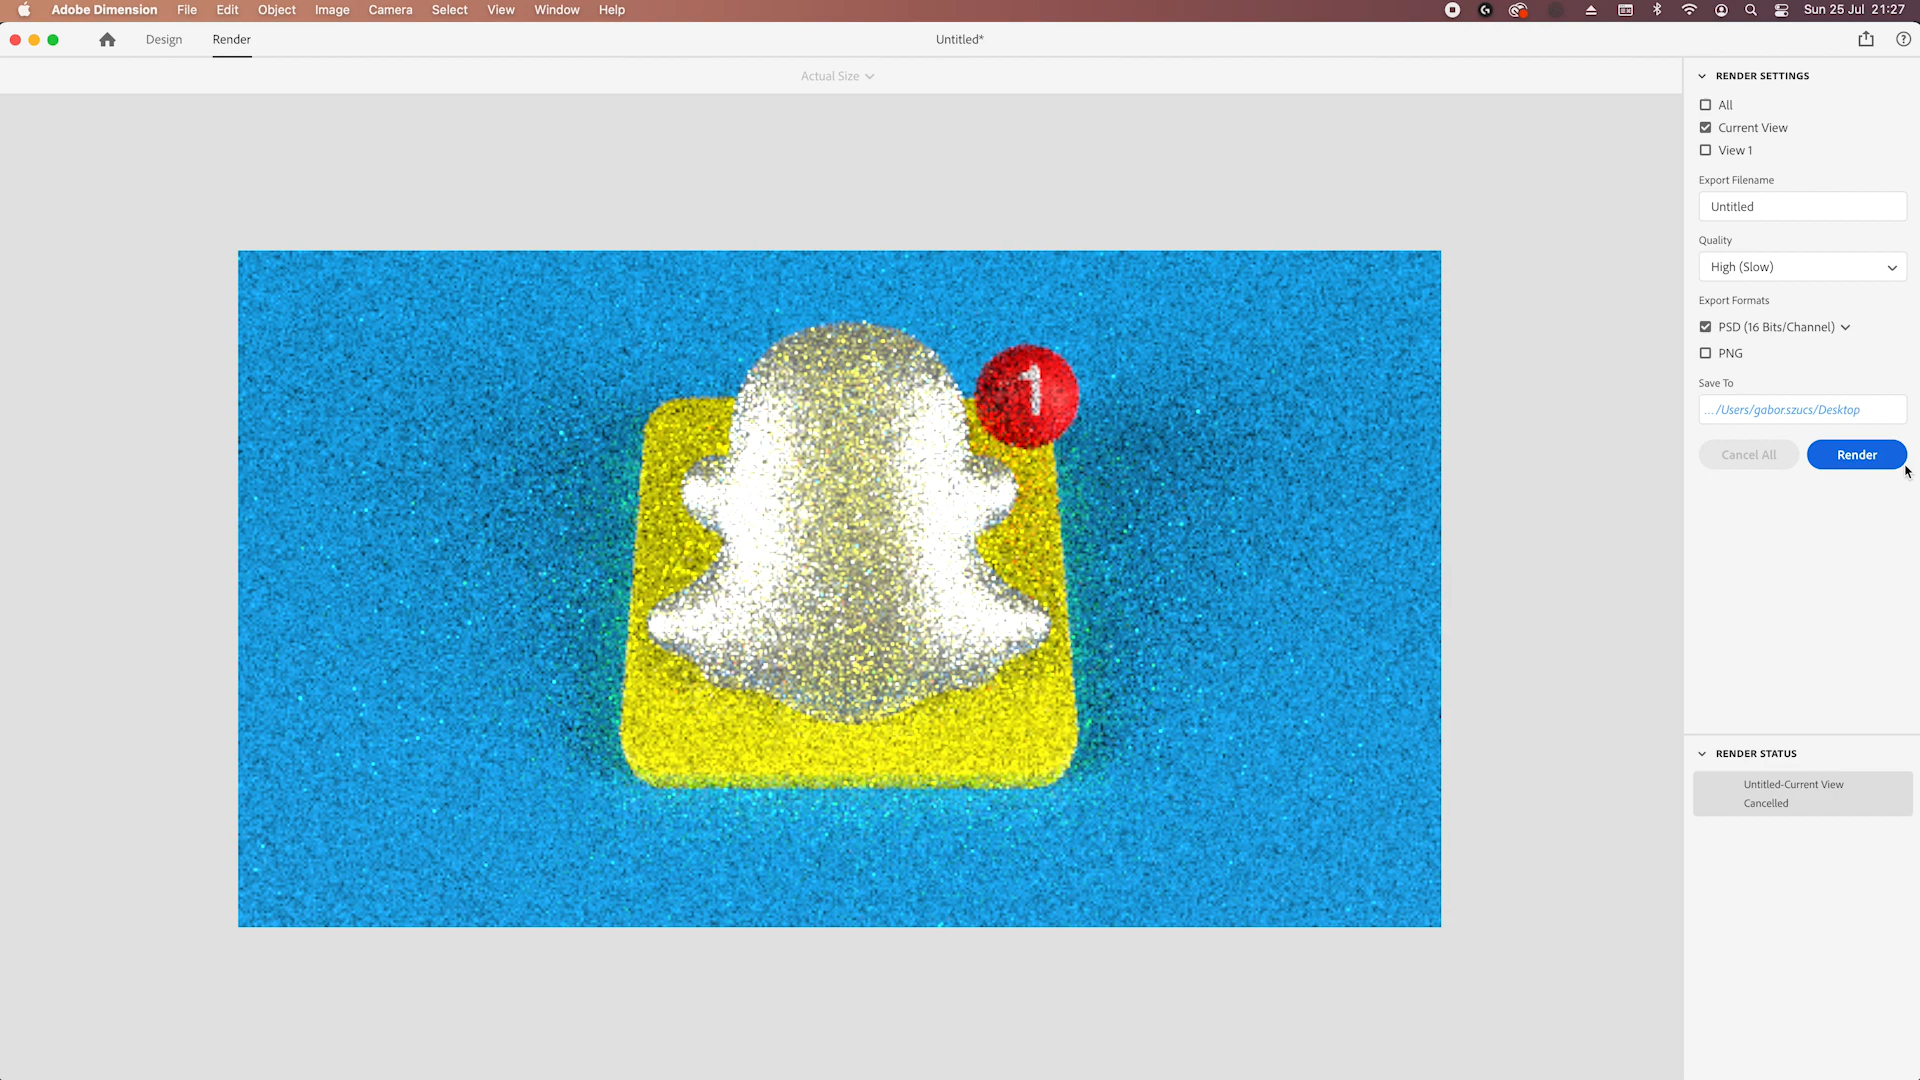 Adobe Dimension File Edit Object Image Camera Select View Window Help Sun 25 Jul 21:27
Design Render Untitled*
Actual Size
RENDER SETTINGS
All
Current View
View 1
Export Filename
Untitled
Quality
High (Slow)
Export Formats
PSD (16 Bits/Channel)
PNG
Save To
.../Users/gabor.szucs/Desktop
Cancel All Render
1
RENDER STATUS
Untitled-Current View
Cancelled